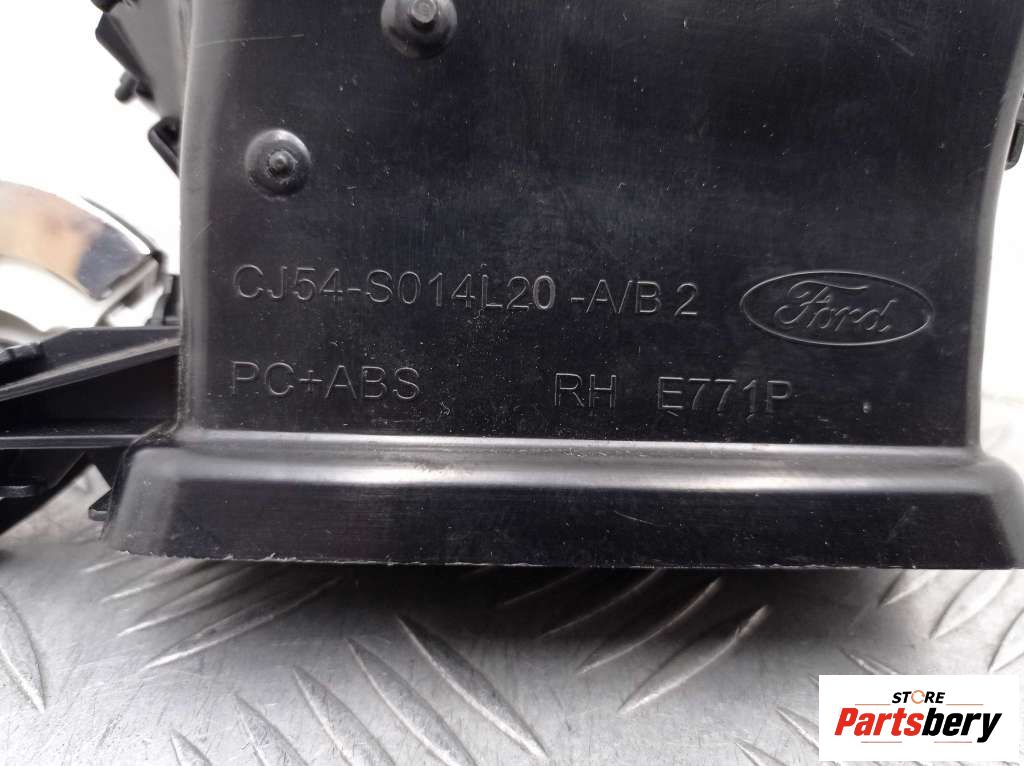 CJ54-S014L20 -A/B 2 Ford
PC+ABS RH E771P
STORE
Partsbery